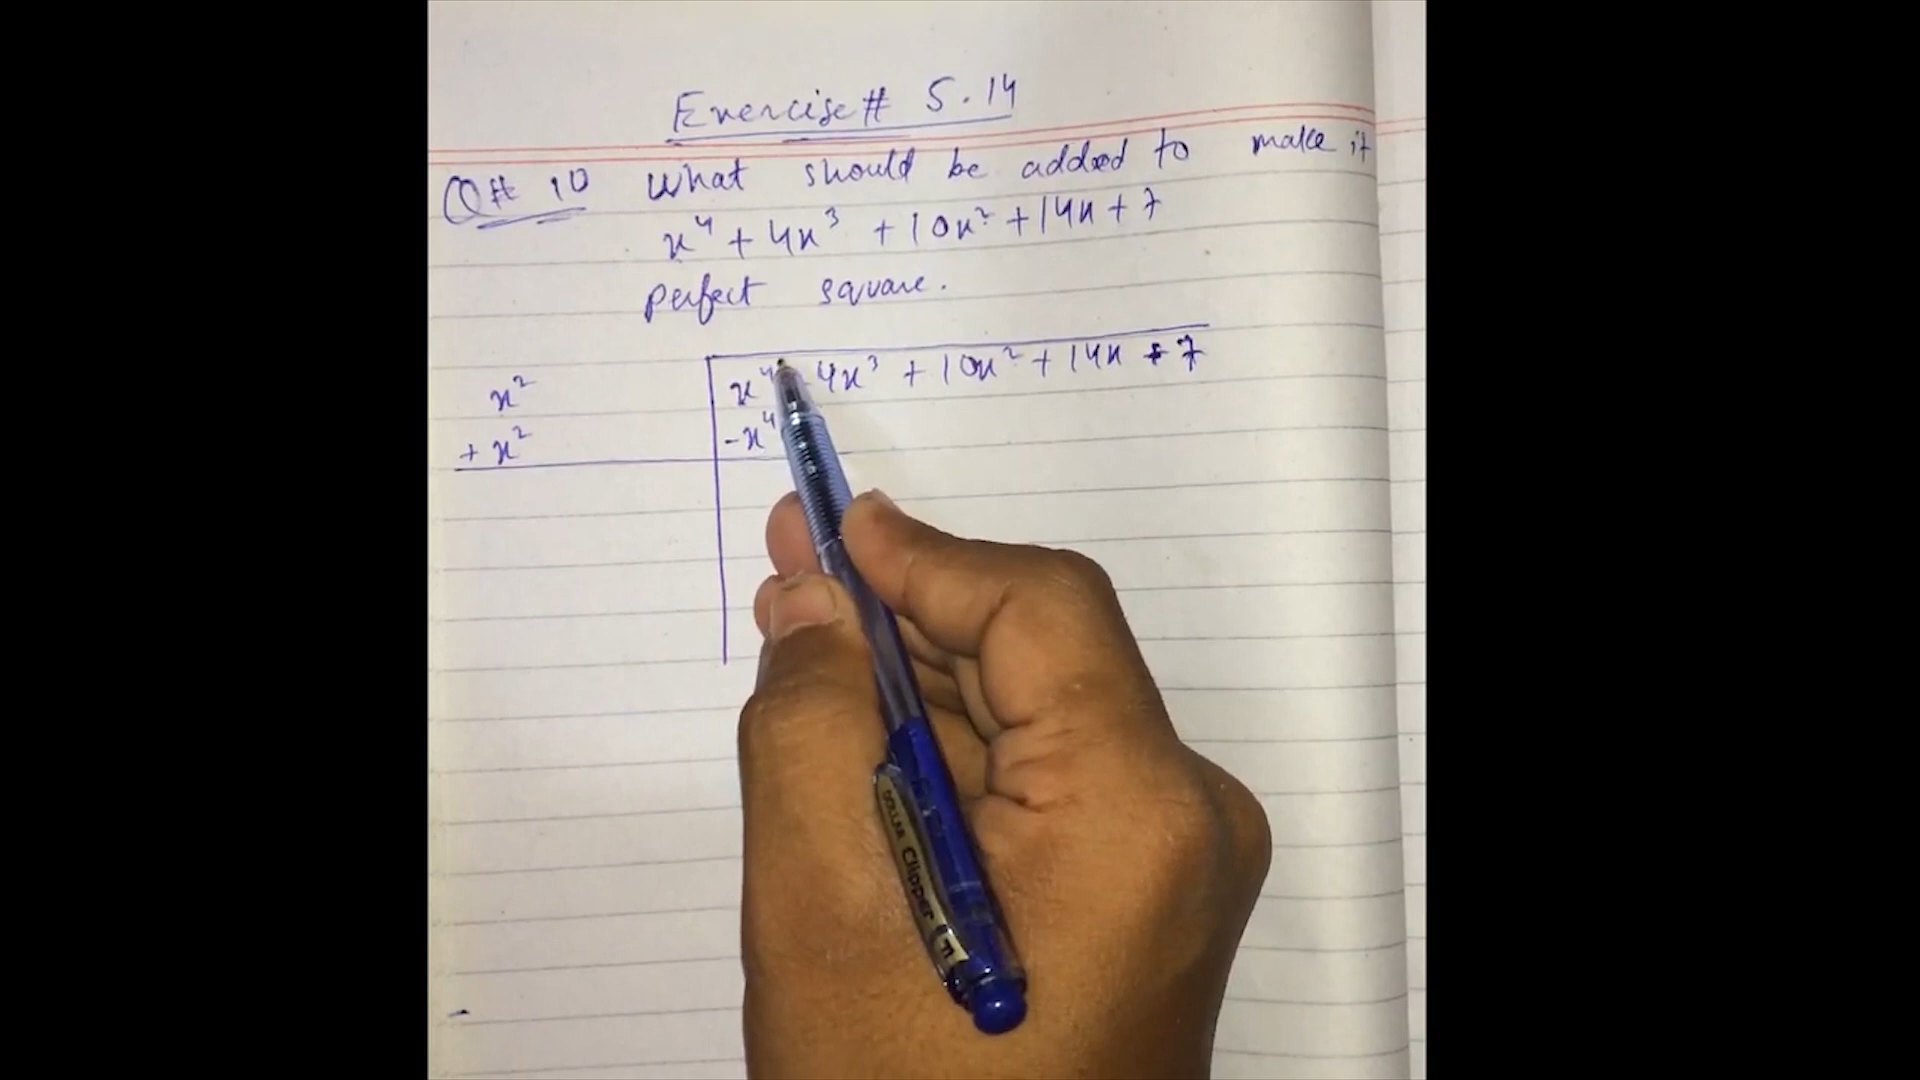 Exercise# 5.14
Q# 10 What should be added to make it
x⁴ + 4x³ + 10x² + 14x + 7
perfect square.
x⁴ 4x³ + 10x² + 14x + 7
x²
- x⁴
+ x²
DOLLAR Clipper